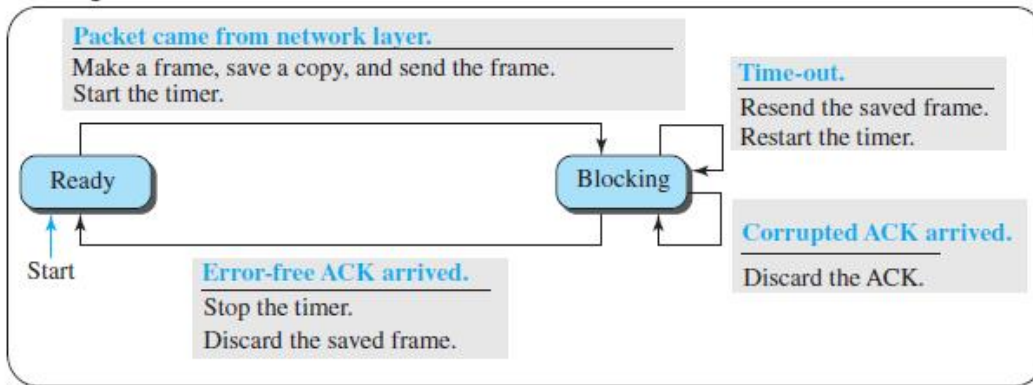 Packet came from network layer.
Make a frame, save a copy, and send the frame.
Start the timer.
Time-out.
Resend the saved frame.
Restart the timer.
Ready
Blocking
Start
Error-free ACK arrived.
Stop the timer.
Discard the saved frame.
Corrupted ACK arrived.
Discard the ACK.